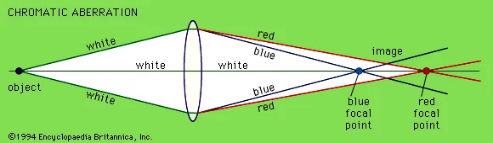 CHROMATIC ABERRATION
white
red
blue
image
white
white
object
white
blue
red
blue
focal
point
red
focal
point
©1994 Encyclopaedia Britannica, Inc.